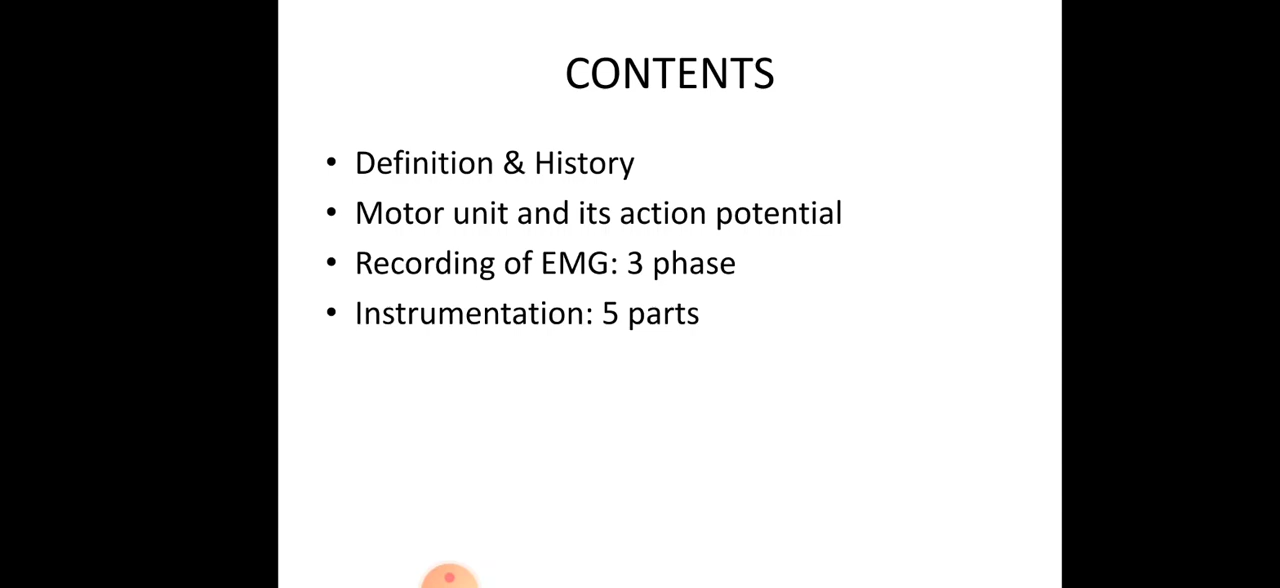 CONTENTS
• Definition & History
• Motor unit and its action potential
• Recording of EMG: 3 phase
• Instrumentation: 5 parts